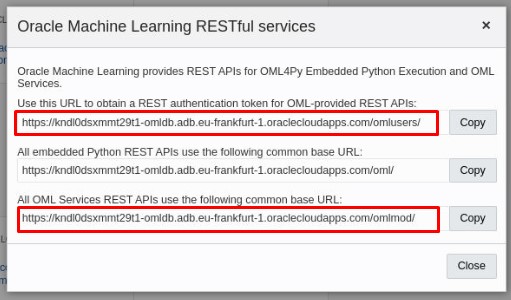 Oracle Machine Learning RESTful services
×
Oracle Machine Learning provides REST APIs for OML4Py Embedded Python Execution and OML
Services.
Use this URL to obtain a REST authentication token for OML-provided REST APIs:
https://kndl0dsxmmt29t1-omldb.adb.eu-frankfurt-1.oraclecloudapps.com/omlusers/
Copy
All embedded Python REST APIs use the following common base URL:
https://kndl0dsxmmt29t1-omldb.adb.eu-frankfurt-1.oraclecloudapps.com/oml/
Copy
All OML Services REST APIs use the following common base URL:
https://kndl0dsxmmt29t1-omldb.adb.eu-frankfurt-1.oraclecloudapps.com/omlmod/
Copy
Close